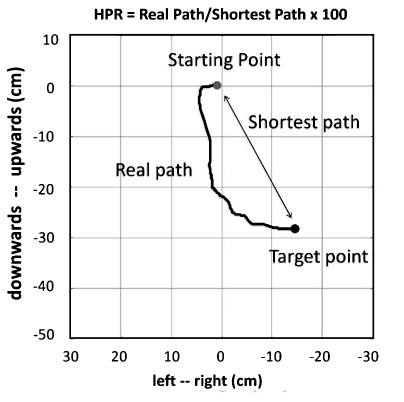 HPR = Real Path/Shortest Path x 100
downwards -- upwards (cm)
10
0
-10
-20
-30
-40
-50
Starting Point
Shortest path
Real path
Target point
30 20 10 0 -10 -20 -30
left -- right (cm)